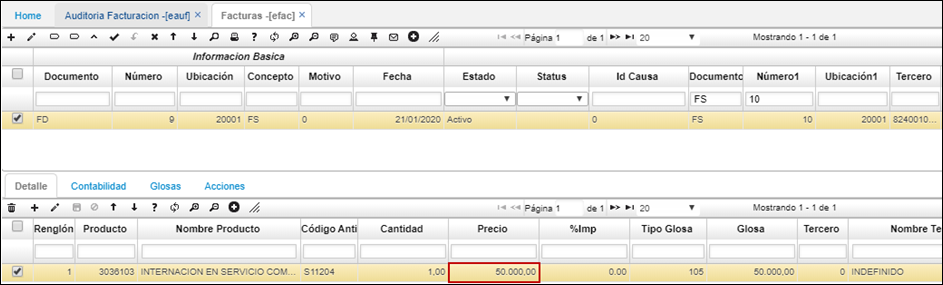 Home Auditoria Facturacion -[eauf] × Facturas -[efac] ×
Página 1 de 1 20 Mostrando 1 - 1 de 1
Informacion Basica
Documento Número Ubicación Concepto Motivo Fecha Estado Status Id Causa Documento Número1 Ubicación1 Tercero
FS 10
FD 9 20001 FS 0 21/01/2020 Activo 0 FS 10 20001 8240010...
Detalle Contabilidad Glosas Acciones
Página 1 de 1 20 Mostrando 1 - 1 de 1
Renglón Producto Nombre Producto Código Anti Cantidad Precio %Imp Tipo Glosa Glosa Tercero Nombre Te
1 3036103 INTERNACION EN SERVICIO COM... S11204 1,00 50.000,00 0.00 105 50.000,00 0 INDEFINIDO